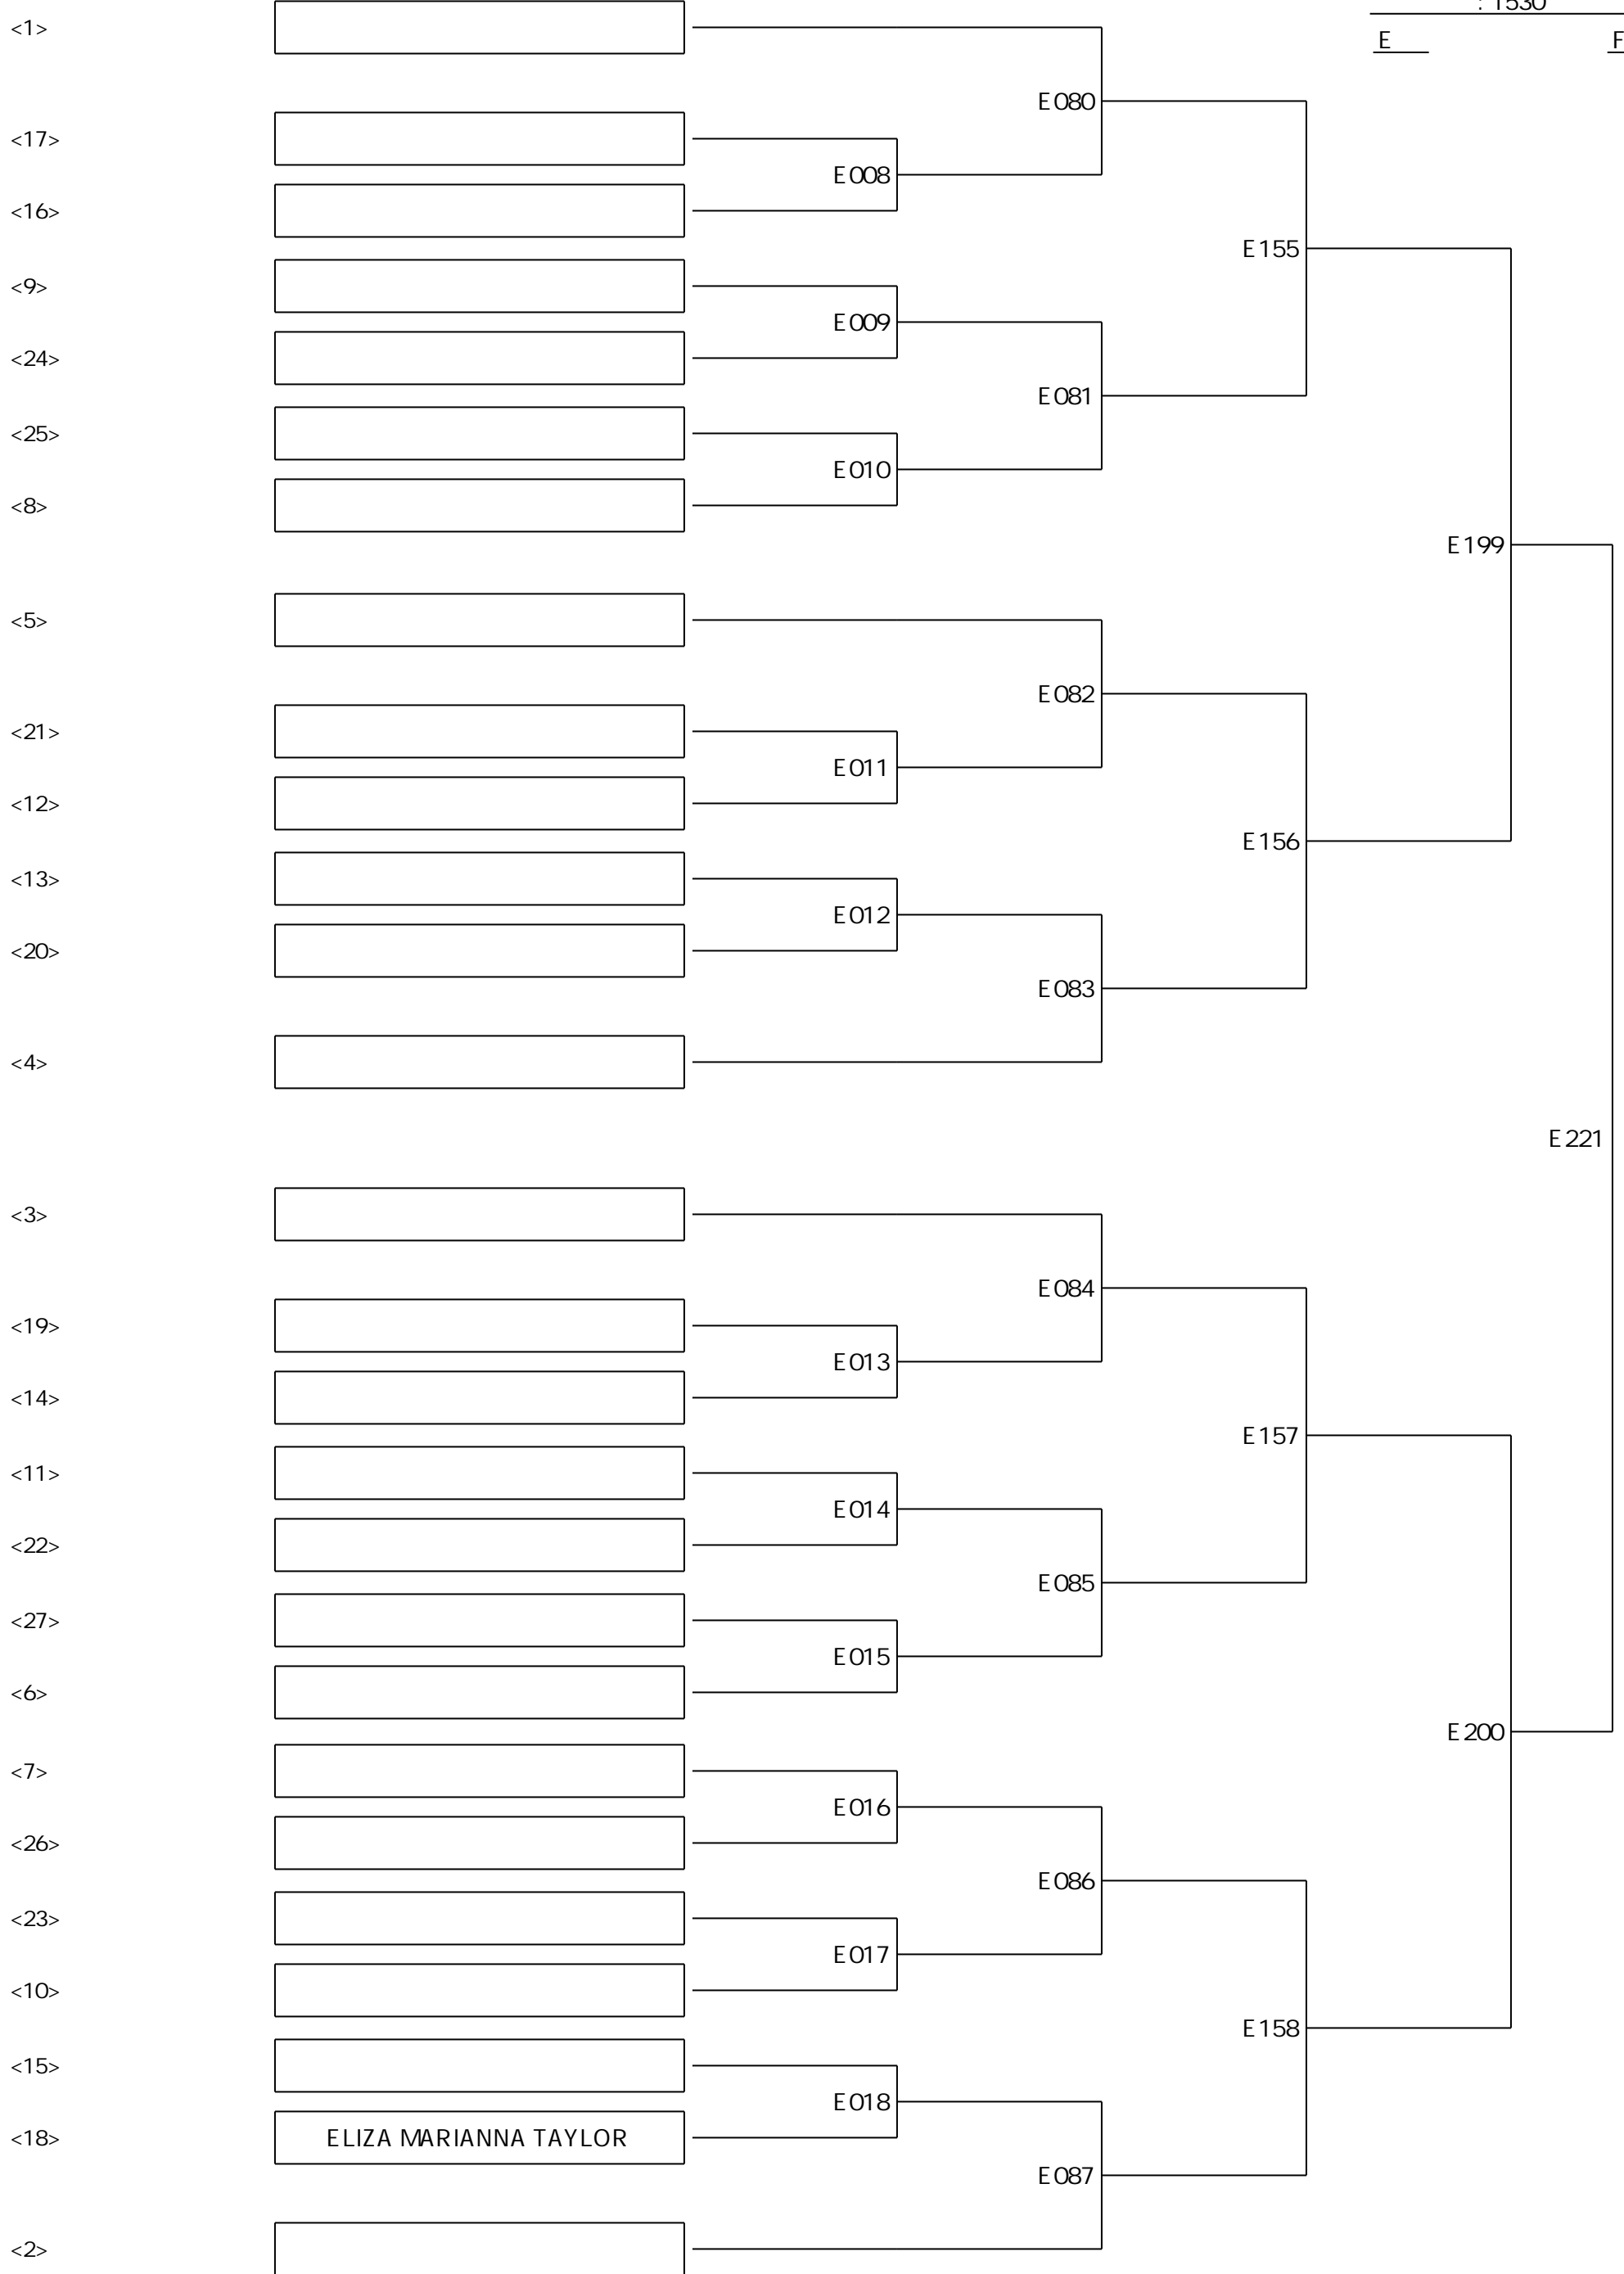 : 1530
<1>
E
F
E080
<17>
E008
<16>
E155
<9>
E009
<24>
E081
<25>
E010
<8>
E199
<5>
E082
<21>
E011
<12>
E156
<13>
E012
<20>
E083
<4>
E221
<3>
E084
<19>
E013
<14>
E157
<11>
E014
<22>
E085
<27>
E015
<6>
E200
<7>
E016
<26>
E086
<23>
E017
<10>
E158
<15>
E018
<18>
ELIZA MARIANNA TAYLOR
E087
<2>